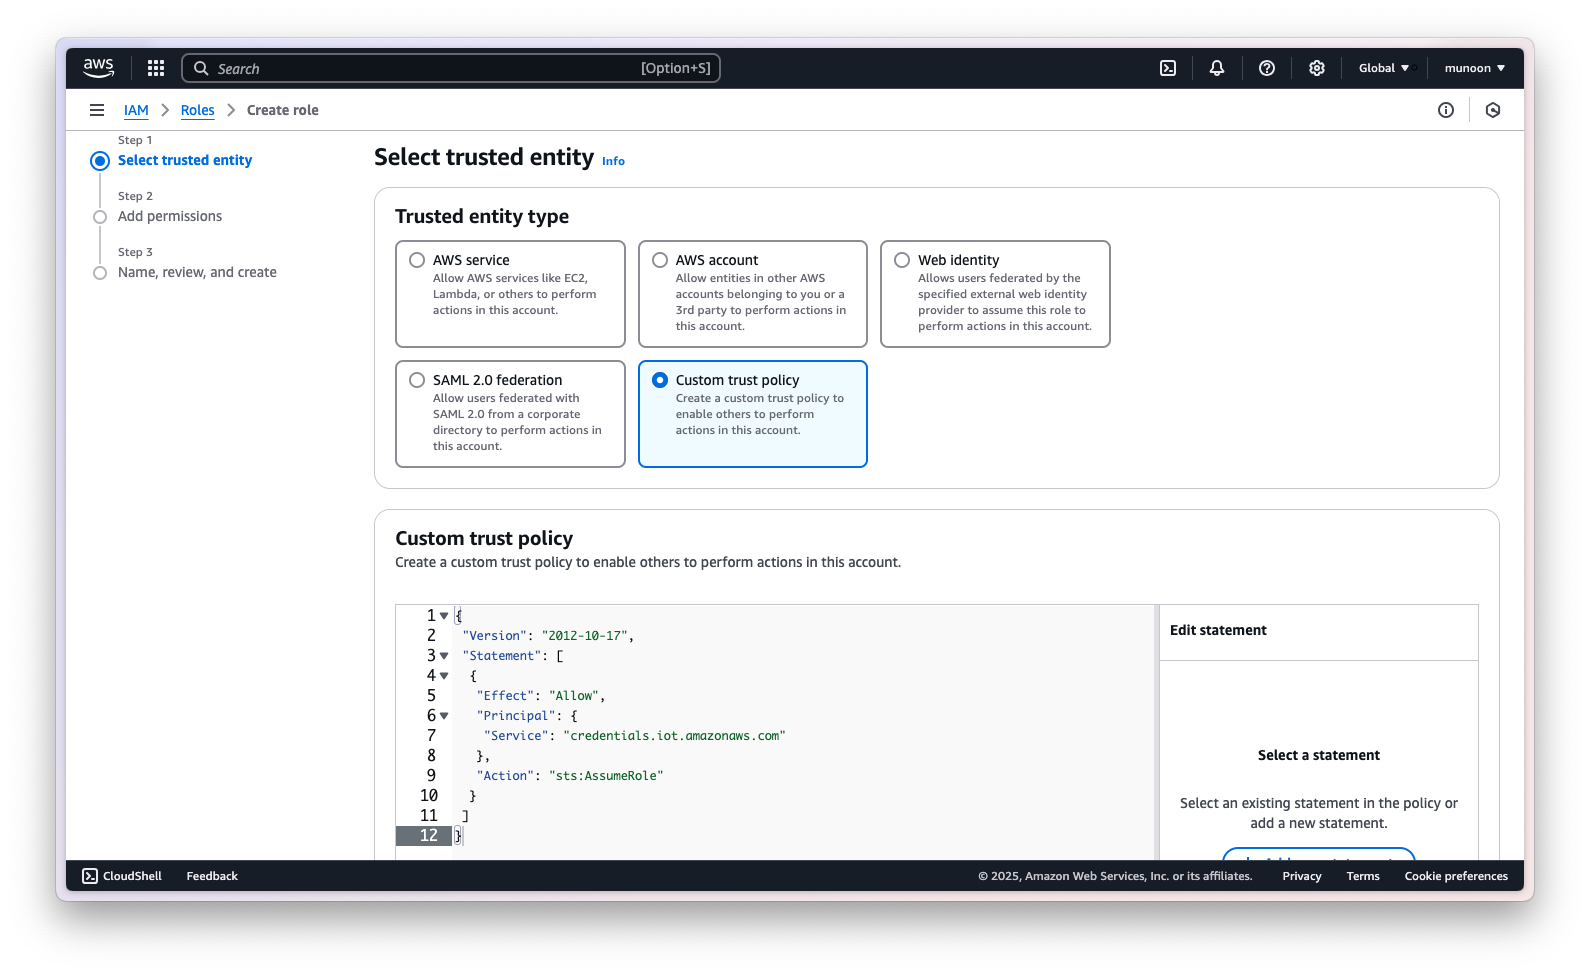 aws
Search [Option+S]
Global
munoon
IAM > Roles > Create role
Step 1
Select trusted entity
Step 2
Add permissions
Step 3
Name, review, and create
Select trusted entity Info
Trusted entity type
AWS service
Allow AWS services like EC2,
Lambda, or others to perform
actions in this account.
AWS account
Allow entities in other AWS
accounts belonging to you or a
3rd party to perform actions in
this account.
Web identity
Allows users federated by the
specified external web identity
provider to assume this role to
perform actions in this account.
SAML 2.0 federation
Allow users federated with
SAML 2.0 from a corporate
directory to perform actions in
this account.
Custom trust policy
Create a custom trust policy to
enable others to perform
actions in this account.
Custom trust policy
Create a custom trust policy to enable others to perform actions in this account.
1 {
2 "Version": "2012-10-17",
3 "Statement": [
4 {
5 "Effect": "Allow",
6 "Principal": {
7 "Service": "credentials.iot.amazonaws.com"
8 },
9 "Action": "sts:AssumeRole"
10 }
11 ]
12 }
Edit statement
Select a statement
Select an existing statement in the policy or
add a new statement.
CloudShell
Feedback
© 2025, Amazon Web Services, Inc. or its affiliates.
Privacy
Terms
Cookie preferences